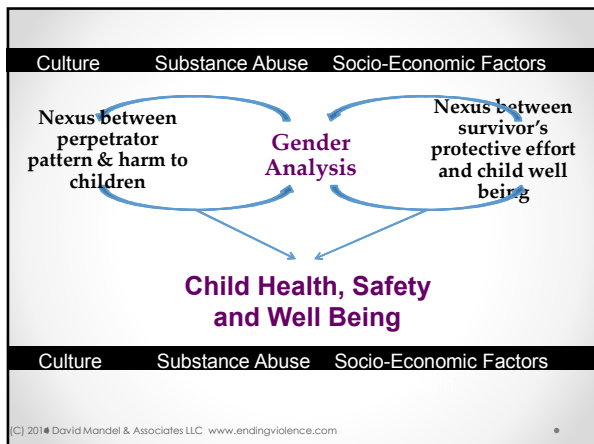 Culture Substance Abuse Socio-Economic Factors
Nexus between
perpetrator
pattern & harm to
children
Gender
Analysis
Nexus between
survivor's
protective effort
and child well
being
Child Health, Safety
and Well Being
Culture Substance Abuse Socio-Economic Factors
(C) 2014 David Mandel & Associates LLC www.endingviolence.com